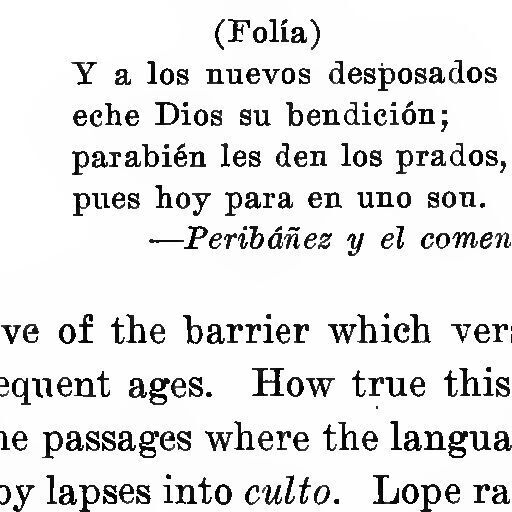 (Folía)
Y a los nuevos desposados
eche Dios su bendición;
parabién les den los prados,
pues hoy para en uno son.
—Peribáñez y el comen
ve of the barrier which ver
equent ages. How true this
he passages where the langua
oy lapses into culto. Lope ra